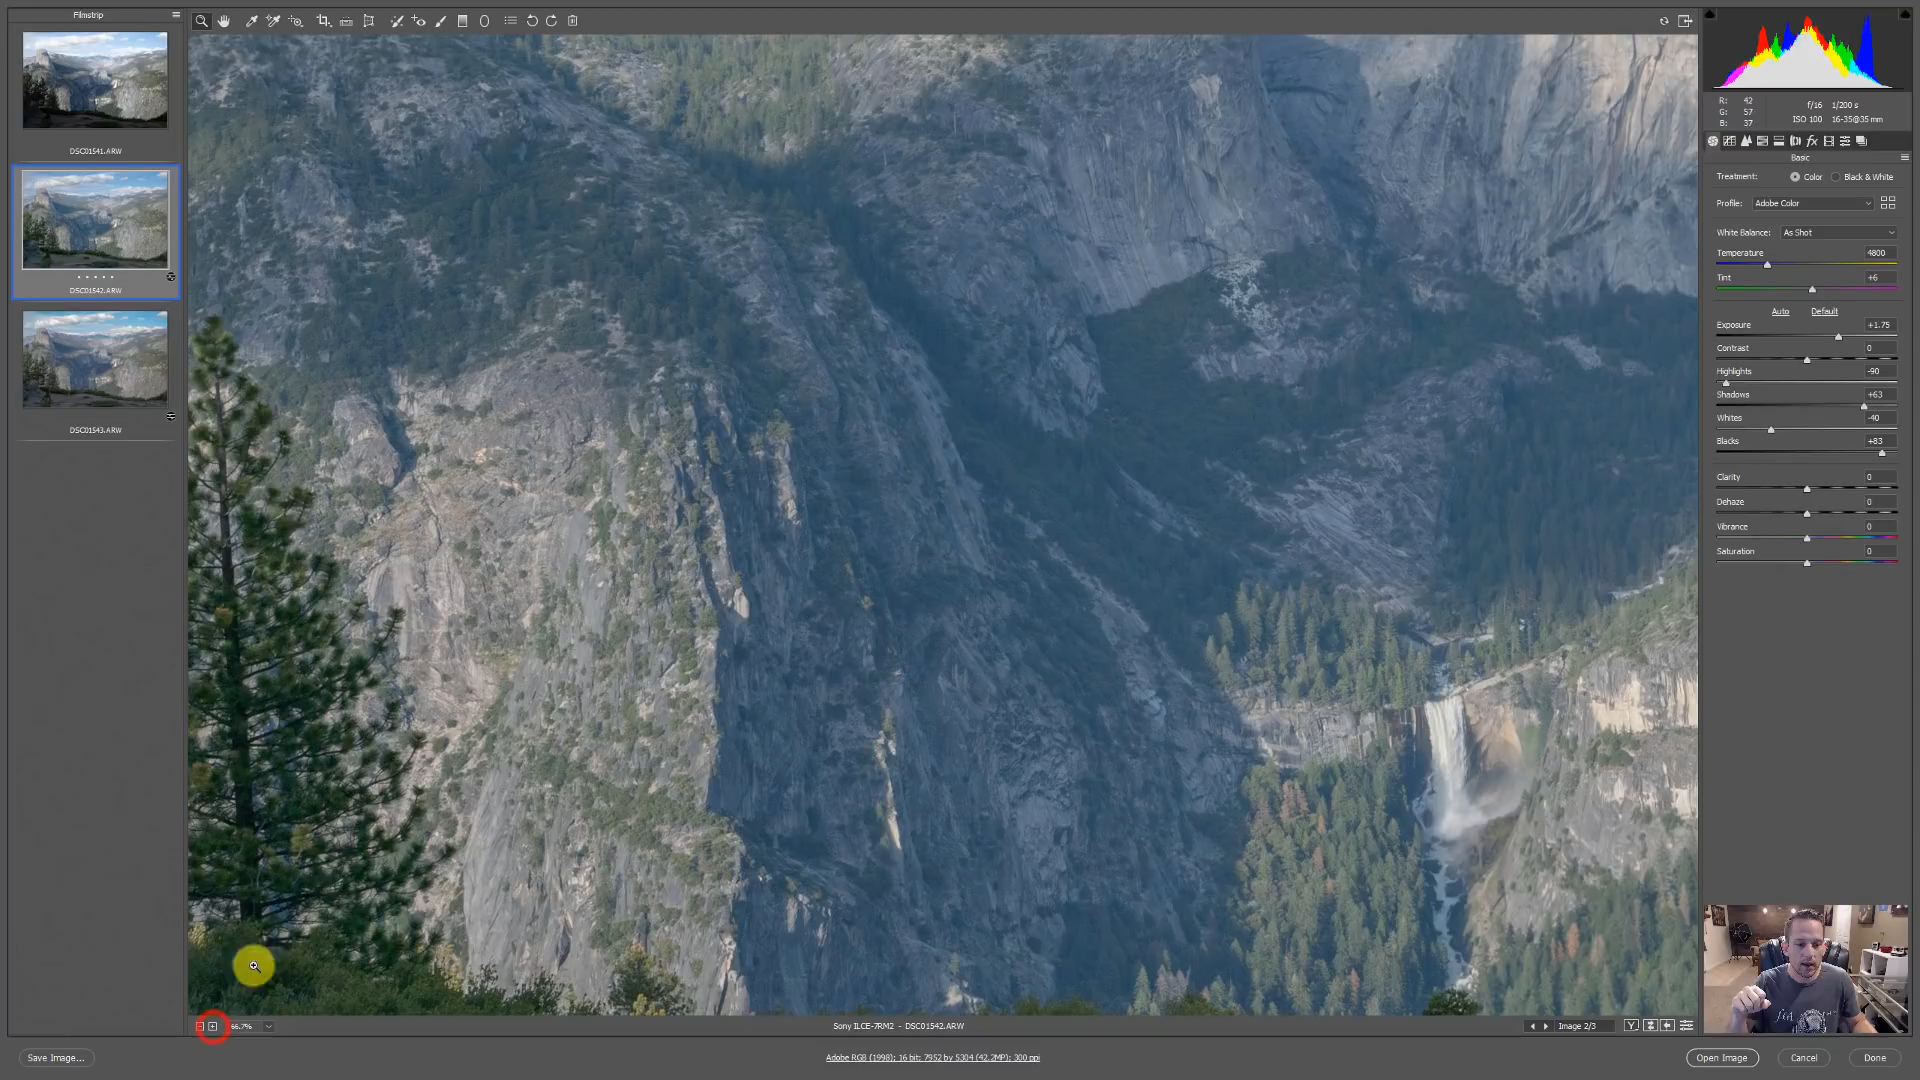 Filmstrip
DSC01541.ARW
DSC01542.ARW
DSC01543.ARW
66.7%
Sony ILCE-7RM2 - DSC01542.ARW
Image 2/3
Y
Save Image...
Adobe RGB (1998); 16 bit; 7952 by 5304 (42.2MP); 300 ppi
Open Image
Cancel
Done
R: 42
G: 57
B: 37
f/16 1/200 s
ISO 100 16-35@35 mm
fx
Basic
Treatment: Color Black & White
Profile: Adobe Color
White Balance: As Shot
Temperature 4800
Tint +6
Auto Default
Exposure +1.75
Contrast 0
Highlights -90
Shadows +63
Whites -40
Blacks +83
Clarity 0
Dehaze 0
Vibrance 0
Saturation 0